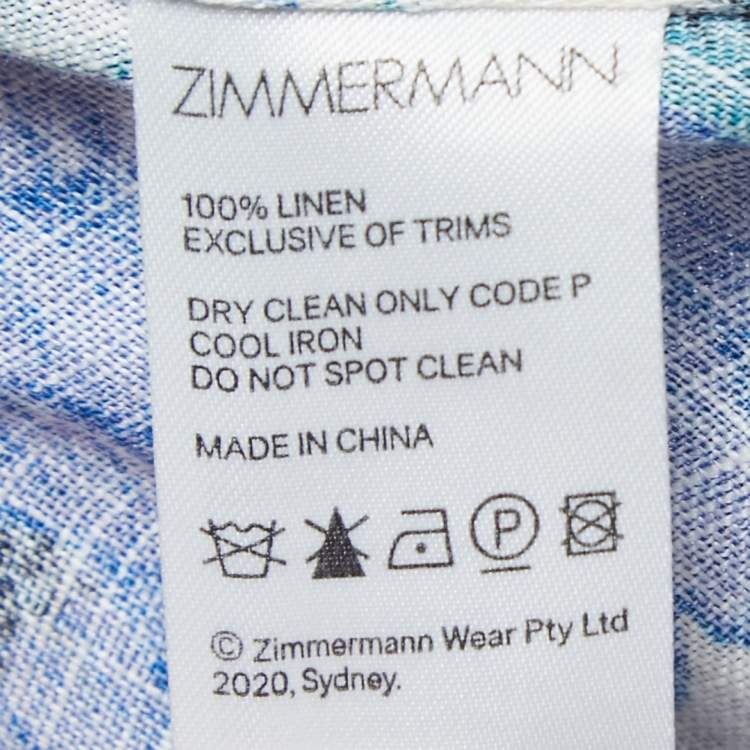 ZIMMERMANN
100% LINEN
EXCLUSIVE OF TRIMS
DRY CLEAN ONLY CODE P
COOL IRON
DO NOT SPOT CLEAN
MADE IN CHINA
P
© Zimmermann Wear Pty Ltd
2020, Sydney.